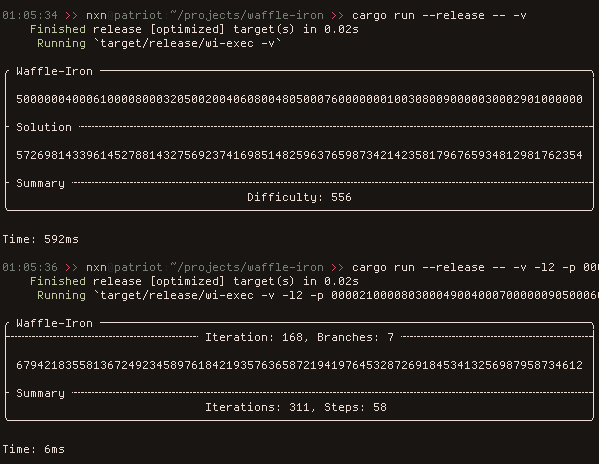 01:05:34 >> nxn patriot ~/projects/waffle-iron >> cargo run --release -- -v
Finished release [optimized] target(s) in 0.02s
Running `target/release/wi-exec -v`
Waffle-Iron
500000040006100008000320500200406080048050007600000001003080090000030002901000000
Solution
572698143396145278814327569237416985148259637659873421423581796765934812981762354
Summary
Difficulty: 556
Time: 592ms
01:05:36 >> nxn patriot ~/projects/waffle-iron >> cargo run --release -- -v -l2 -p 000
Finished release [optimized] target(s) in 0.02s
Running `target/release/wi-exec -v -l2 -p 00002100008030004900400070000009050006
Waffle-Iron
Iteration: 168, Branches: 7
679421835581367249234589761842193576365872194197645328726918453413256987958734612
Summary
Iterations: 311, Steps: 58
Time: 6ms